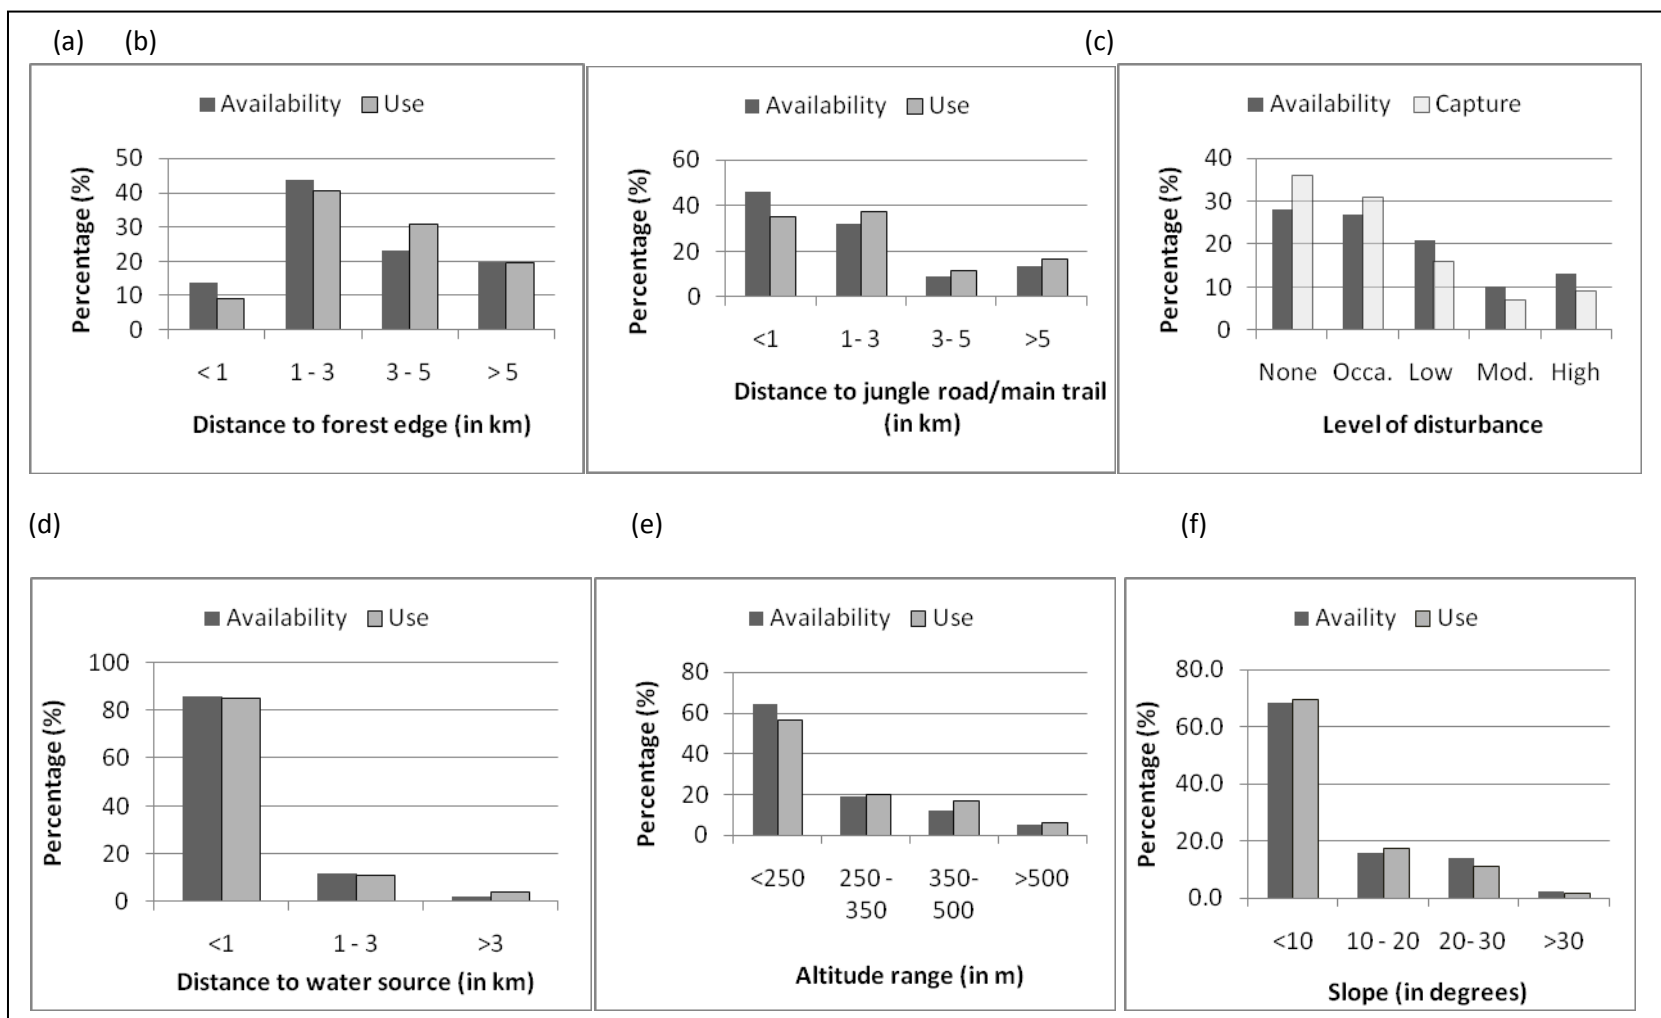 (a) (b) (c)
Availability Use
Percentage (%)
50
40
30
20
10
0
< 1 1 - 3 3 - 5 > 5
Distance to forest edge (in km)
Availability Use
Percentage (%)
60
40
20
0
<1 1- 3 3- 5 >5
Distance to jungle road/main trail
(in km)
Availability Capture
Percentage (%)
40
30
20
10
0
None Occa. Low Mod. High
Level of disturbance
(d) (e) (f)
Availability Use
Percentage (%)
100
80
60
40
20
0
<1 1 - 3 >3
Distance to water source (in km)
Availability Use
Percentage (%)
80
60
40
20
0
<250 250 - 350- >500
350 500
Altitude range (in m)
Availity Use
Percentage (%)
80.0
60.0
40.0
20.0
0.0
<10 10 - 20 20- 30 >30
Slope (in degrees)